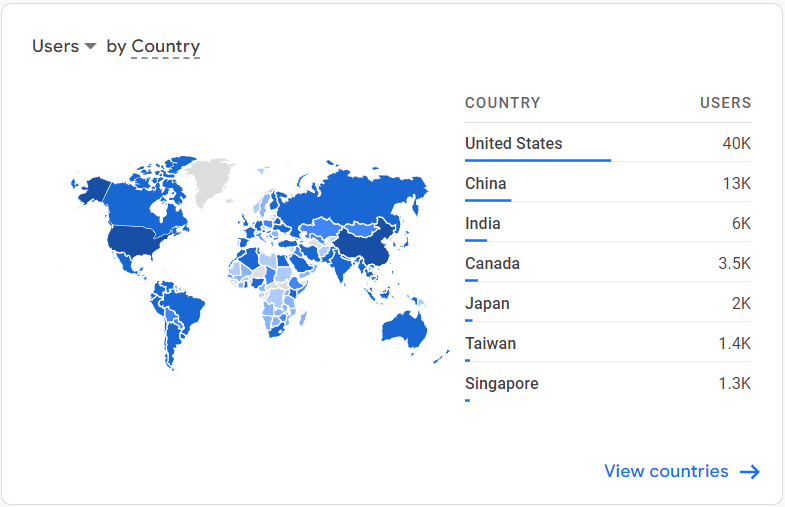 Users by Country
COUNTRY USERS
United States 40K
China 13K
India 6K
Canada 3.5K
Japan 2K
Taiwan 1.4K
Singapore 1.3K
View countries